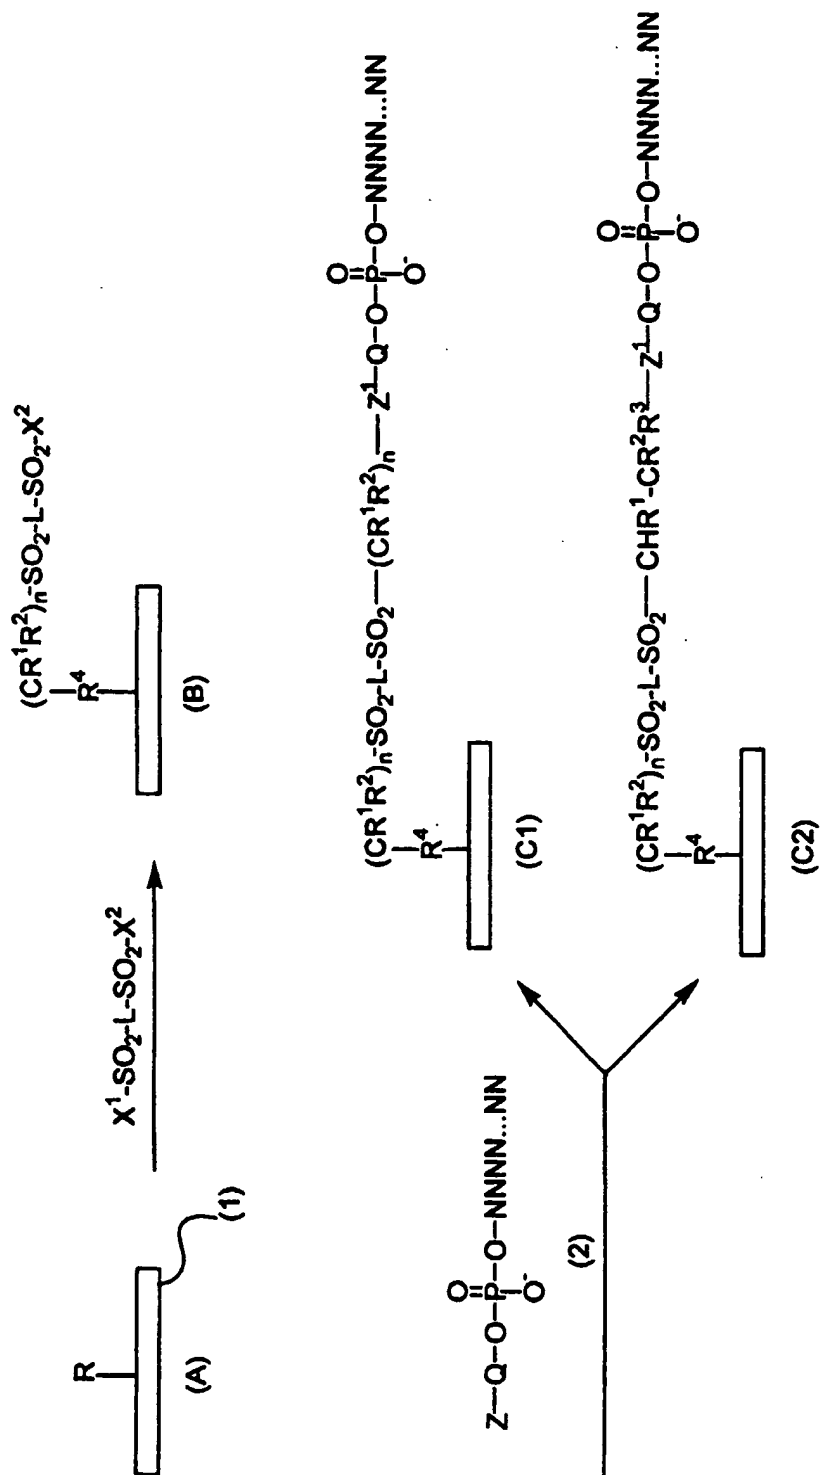 R
(A)
(1)
X¹-SO₂-L-SO₂-X²
(CR¹R²)ₙ-SO₂-L-SO₂-X²
R⁴
(B)
O
Z—Q-O-P-O-NNNN...NN
O⁻
(2)
O
(CR¹R²)ₙ-SO₂-L-SO₂—(CR¹R²)ₙ—Z¹-Q-O-P-O-NNNN...NN
O⁻
R⁴
(C1)
O
(CR¹R²)ₙ-SO₂-L-SO₂—CHR¹-CR²R³—Z¹-Q-O-P-O-NNNN...NN
O⁻
R⁴
(C2)